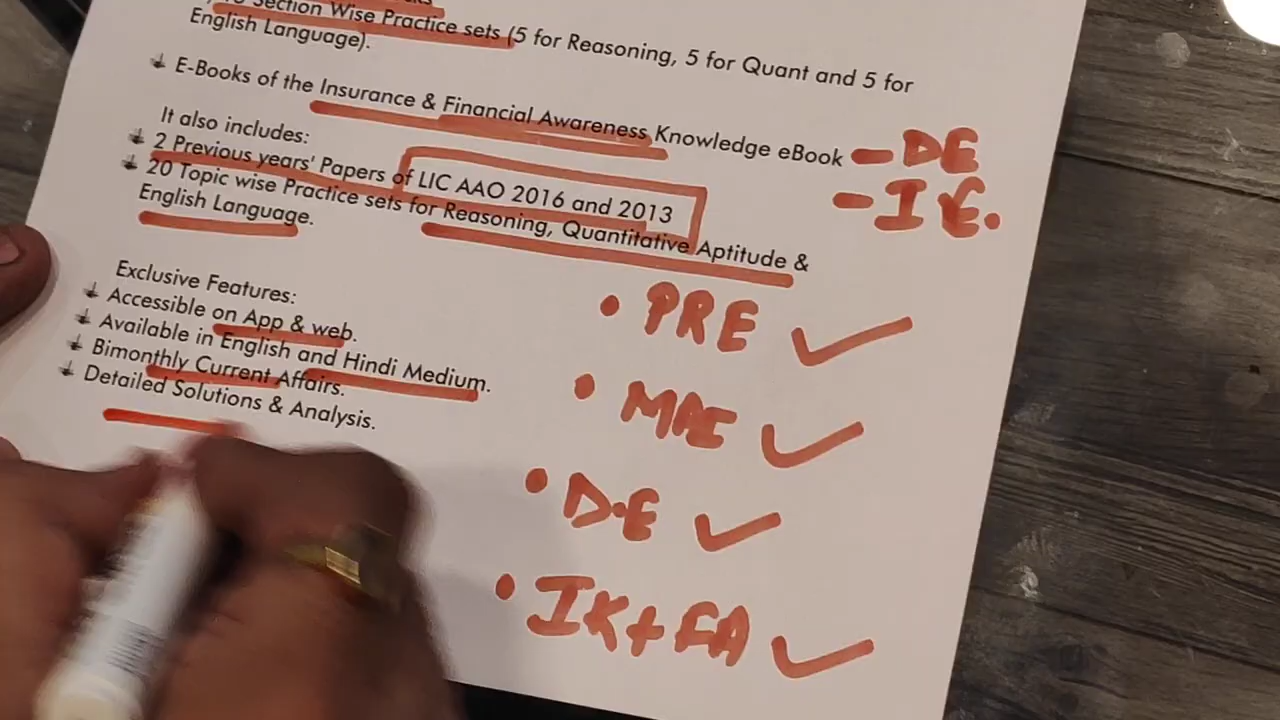 Section Wise Practice sets (5 for Reasoning, 5 for Quant and 5 for
English Language).
E-Books of the Insurance & Financial Awareness Knowledge eBook - DE
- I E.
It also includes:
2 Previous years' Papers of LIC AAO 2016 and 2013
20 Topic wise Practice sets for Reasoning, Quantitative Aptitude &
English Language.
Exclusive Features:
Accessible on App & web.
Available in English and Hindi Medium.
Bimonthly Current Affairs.
Detailed Solutions & Analysis.
• PRE ✓
• MAI ✓
• D.E ✓
• IK+FA ✓